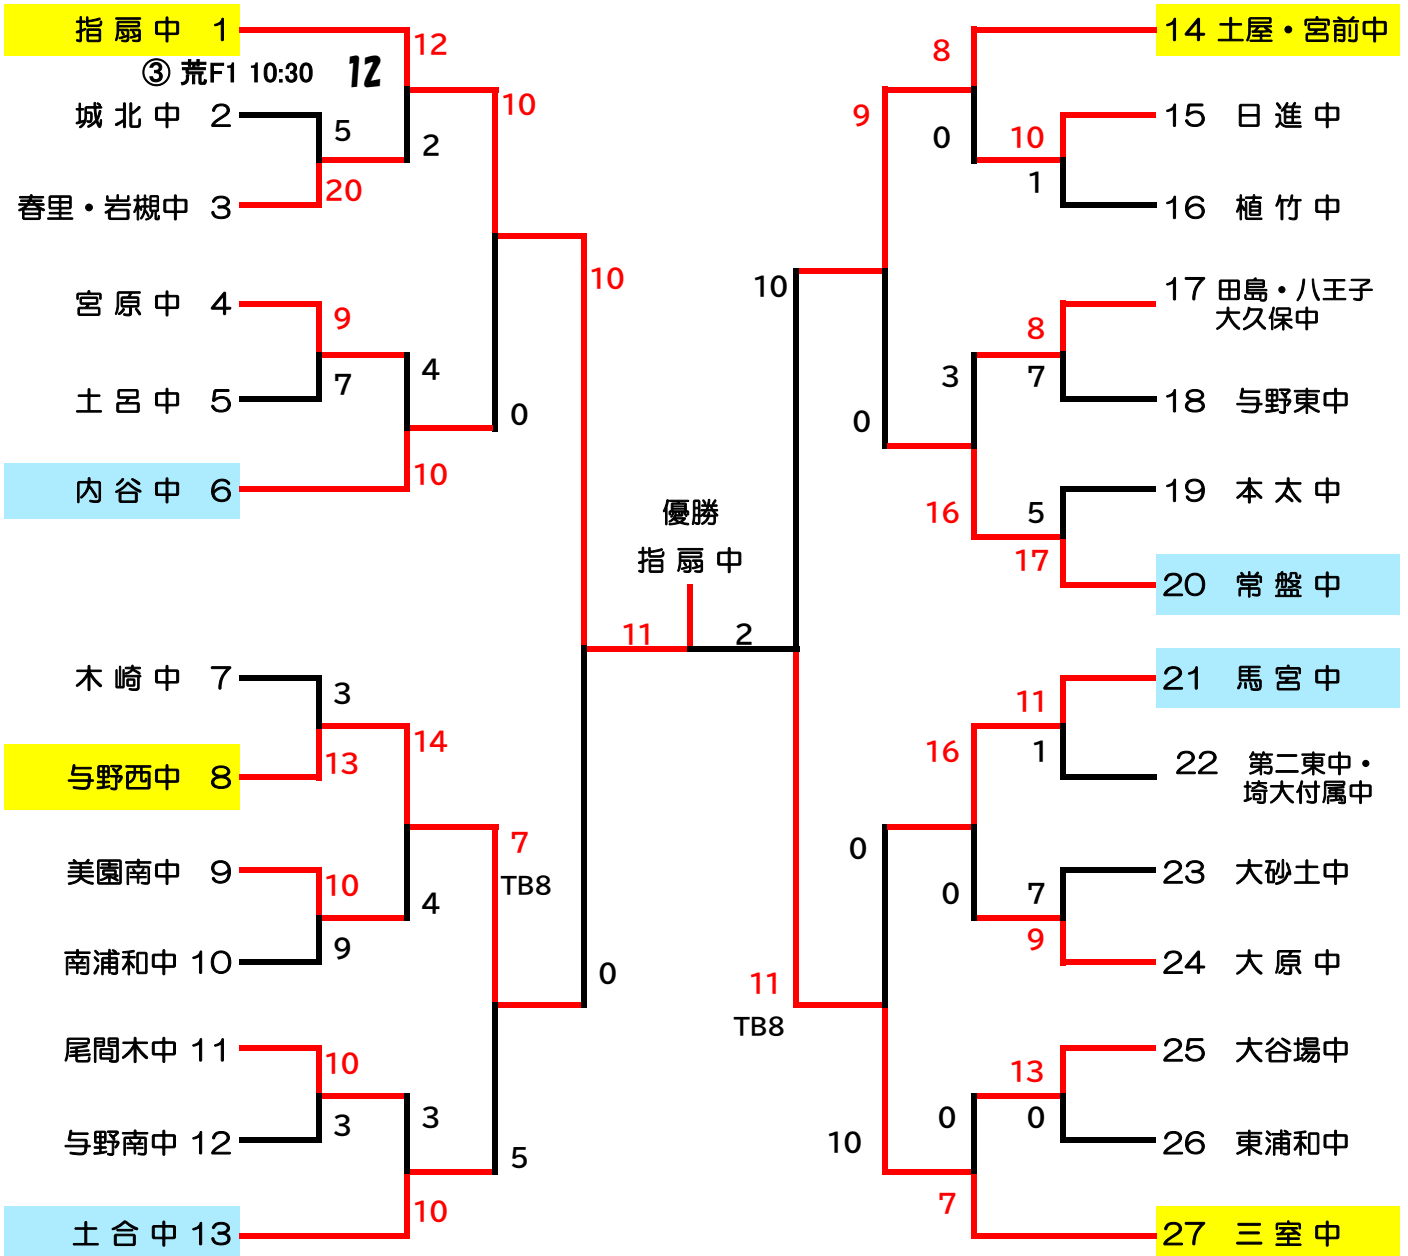 指扇中 1
12
③ 荒F1 10:30 12
城北中 2
5
2
20
春里・岩槻中 3
10
宮原中 4
9
7
4
土呂中 5
0
内谷中 6
10
10
木崎中 7
3
13
14
与野西中 8
7
TB8
美園南中 9
10
9
4
南浦和中 10
0
尾間木中 11
10
3
3
与野南中 12
5
土合中 13
10
優勝
指扇中
11
2
14 土屋・宮前中
8
9
15 日進中
10
0
1
16 植竹中
10
17 田島・八王子
大久保中
8
3
7
18 与野東中
0
19 本太中
5
16
17
20 常盤中
21 馬宮中
11
16
1
22 第二東中・
埼大付属中
0
23 大砂土中
7
0
9
24 大原中
11
TB8
25 大谷場中
13
0
0
26 東浦和中
10
7
27 三室中